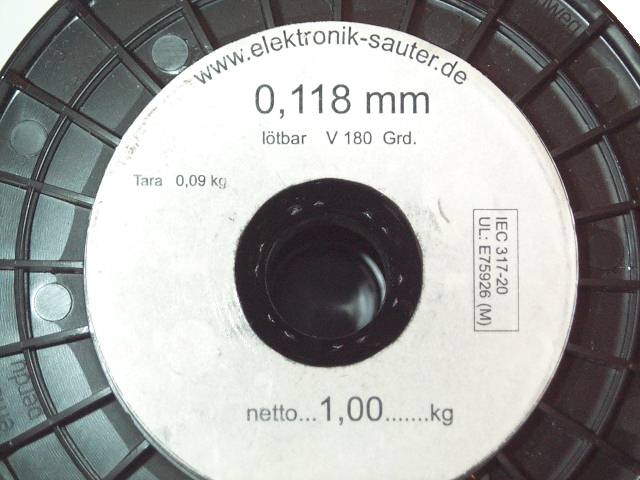 www.elektronik-sauter.de
0,118 mm
lötbar V 180 Grd.
Tara 0,09 kg
IEC 317-20
UL: E75926 (M)
netto...1,00.......kg